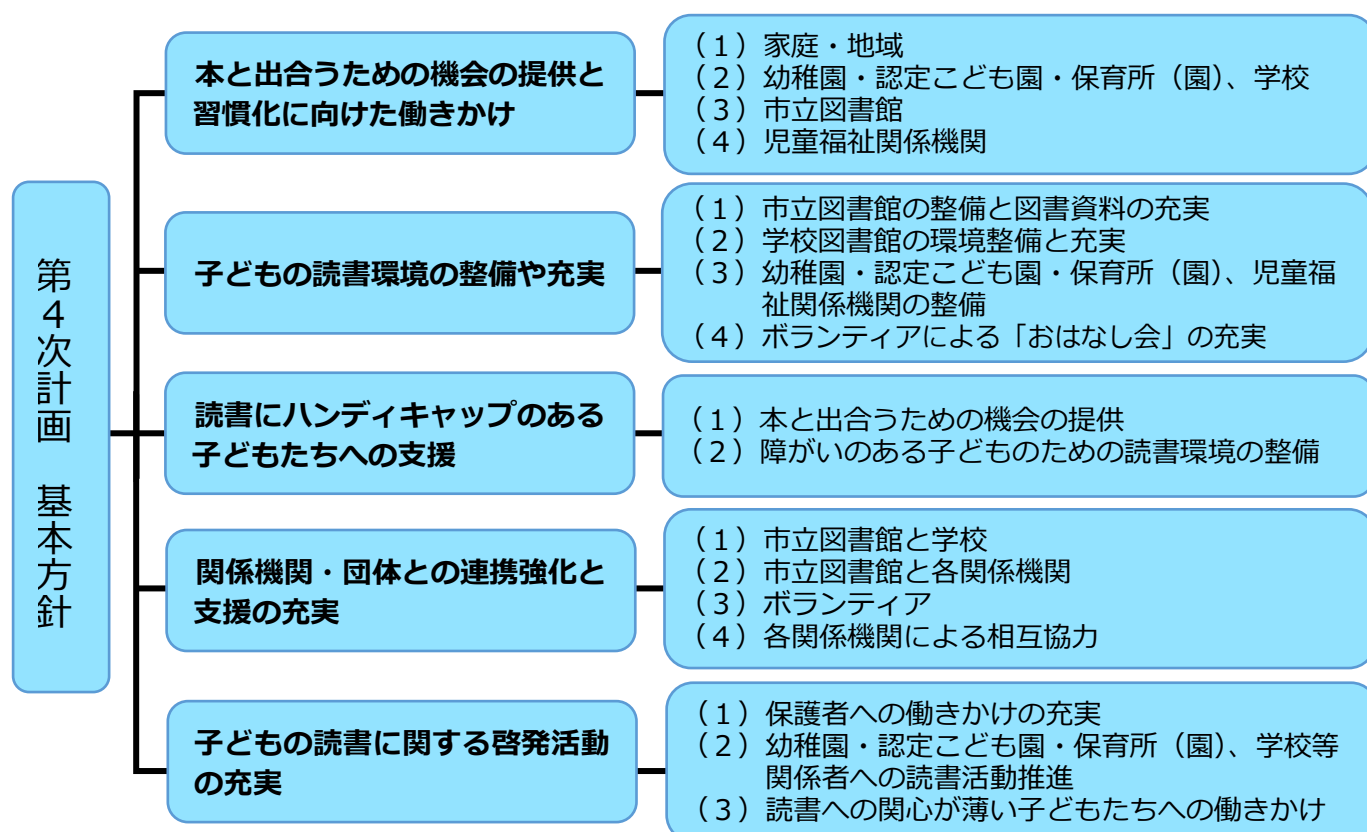 第４次計画　基本方針
本と出合うための機会の提供と
習慣化に向けた働きかけ
（１）家庭・地域
（２）幼稚園・認定こども園・保育所（園）、学校
（３）市立図書館
（４）児童福祉関係機関
子どもの読書環境の整備や充実
（１）市立図書館の整備と図書資料の充実
（２）学校図書館の環境整備と充実
（３）幼稚園・認定こども園・保育所（園）、児童福
祉関係機関の整備
（４）ボランティアによる「おはなし会」の充実
読書にハンディキャップのある
子どもたちへの支援
（１）本と出合うための機会の提供
（２）障がいのある子どものための読書環境の整備
関係機関・団体との連携強化と
支援の充実
（１）市立図書館と学校
（２）市立図書館と各関係機関
（３）ボランティア
（４）各関係機関による相互協力
子どもの読書に関する啓発活動
の充実
（１）保護者への働きかけの充実
（２）幼稚園・認定こども園・保育所（園）、学校等
関係者への読書活動推進
（３）読書への関心が薄い子どもたちへの働きかけ